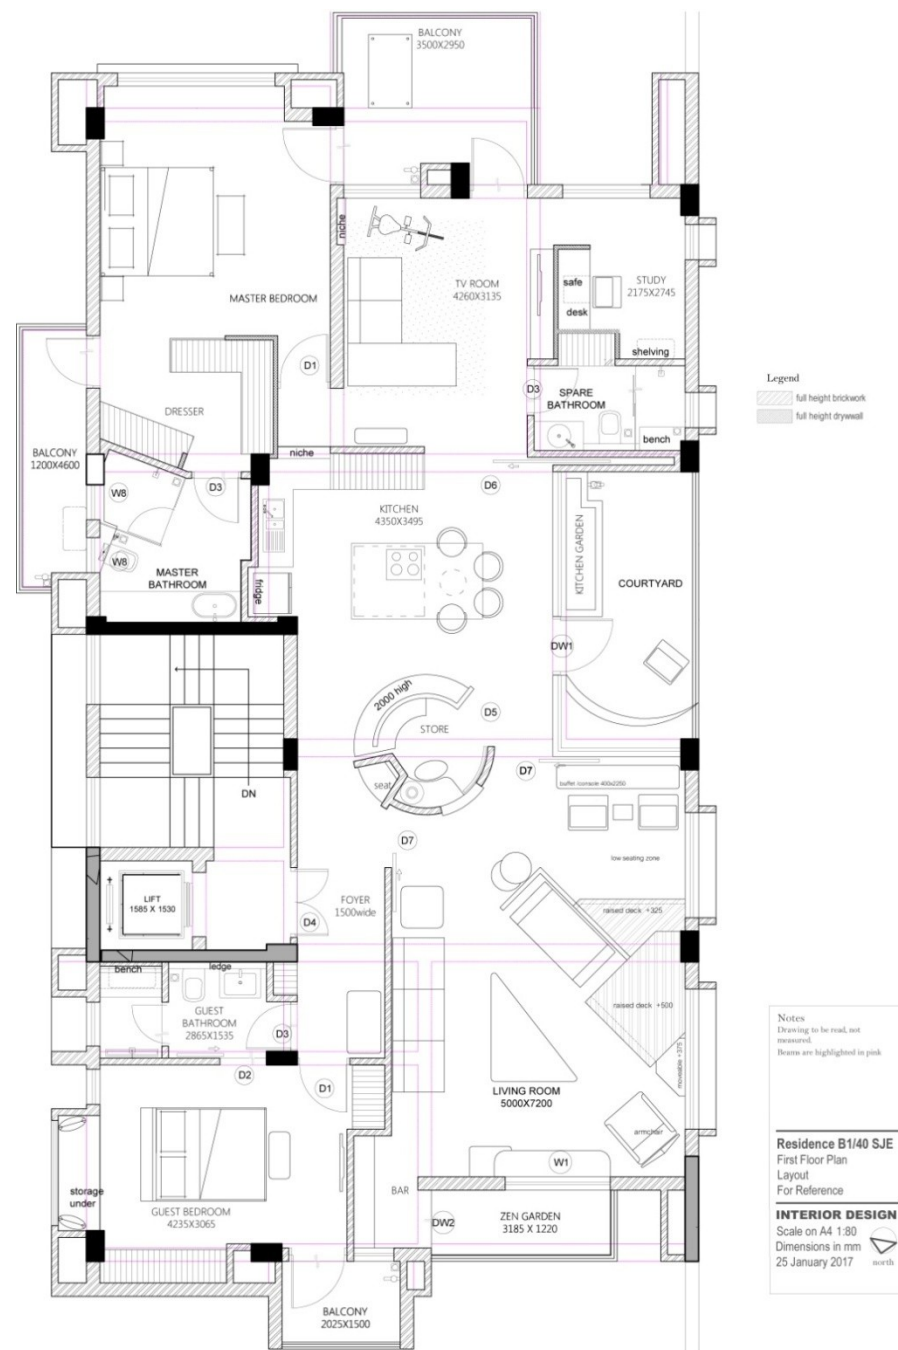 BALCONY
3500X2950
niche
TV ROOM
4260X3135
safe
desk
STUDY
2175X2745
shelving
MASTER BEDROOM
D1
D3
SPARE
BATHROOM
bench
Legend
full height brickwork
full height drywwall
DRESSER
BALCONY
1200X4600
niche
W8
D3
D6
KITCHEN
4350X3495
KITCHEN GARDEN
COURTYARD
W8
MASTER
BATHROOM
fridge
DW1
2000 high
STORE
D5
seat
D7
buffet /console 400x2250
DN
D7
low seating zone
LIFT
1585 X 1530
FOYER
1500wide
D4
raised deck +325
bench
ledge
GUEST
BATHROOM
2865X1535
D3
raised deck +500
moveable +375
D2
D1
LIVING ROOM
5000X7200
armchair
W1
storage
under
GUEST BEDROOM
4235X3065
BAR
DW2
ZEN GARDEN
3185 X 1220
BALCONY
2025X1500
Notes
Drawing to be read, not
measured.
Beams are highlighted in pink
Residence B1/40 SJE
First Floor Plan
Layout
For Reference
INTERIOR DESIGN
Scale on A4 1:80
Dimensions in mm
25 January 2017
north